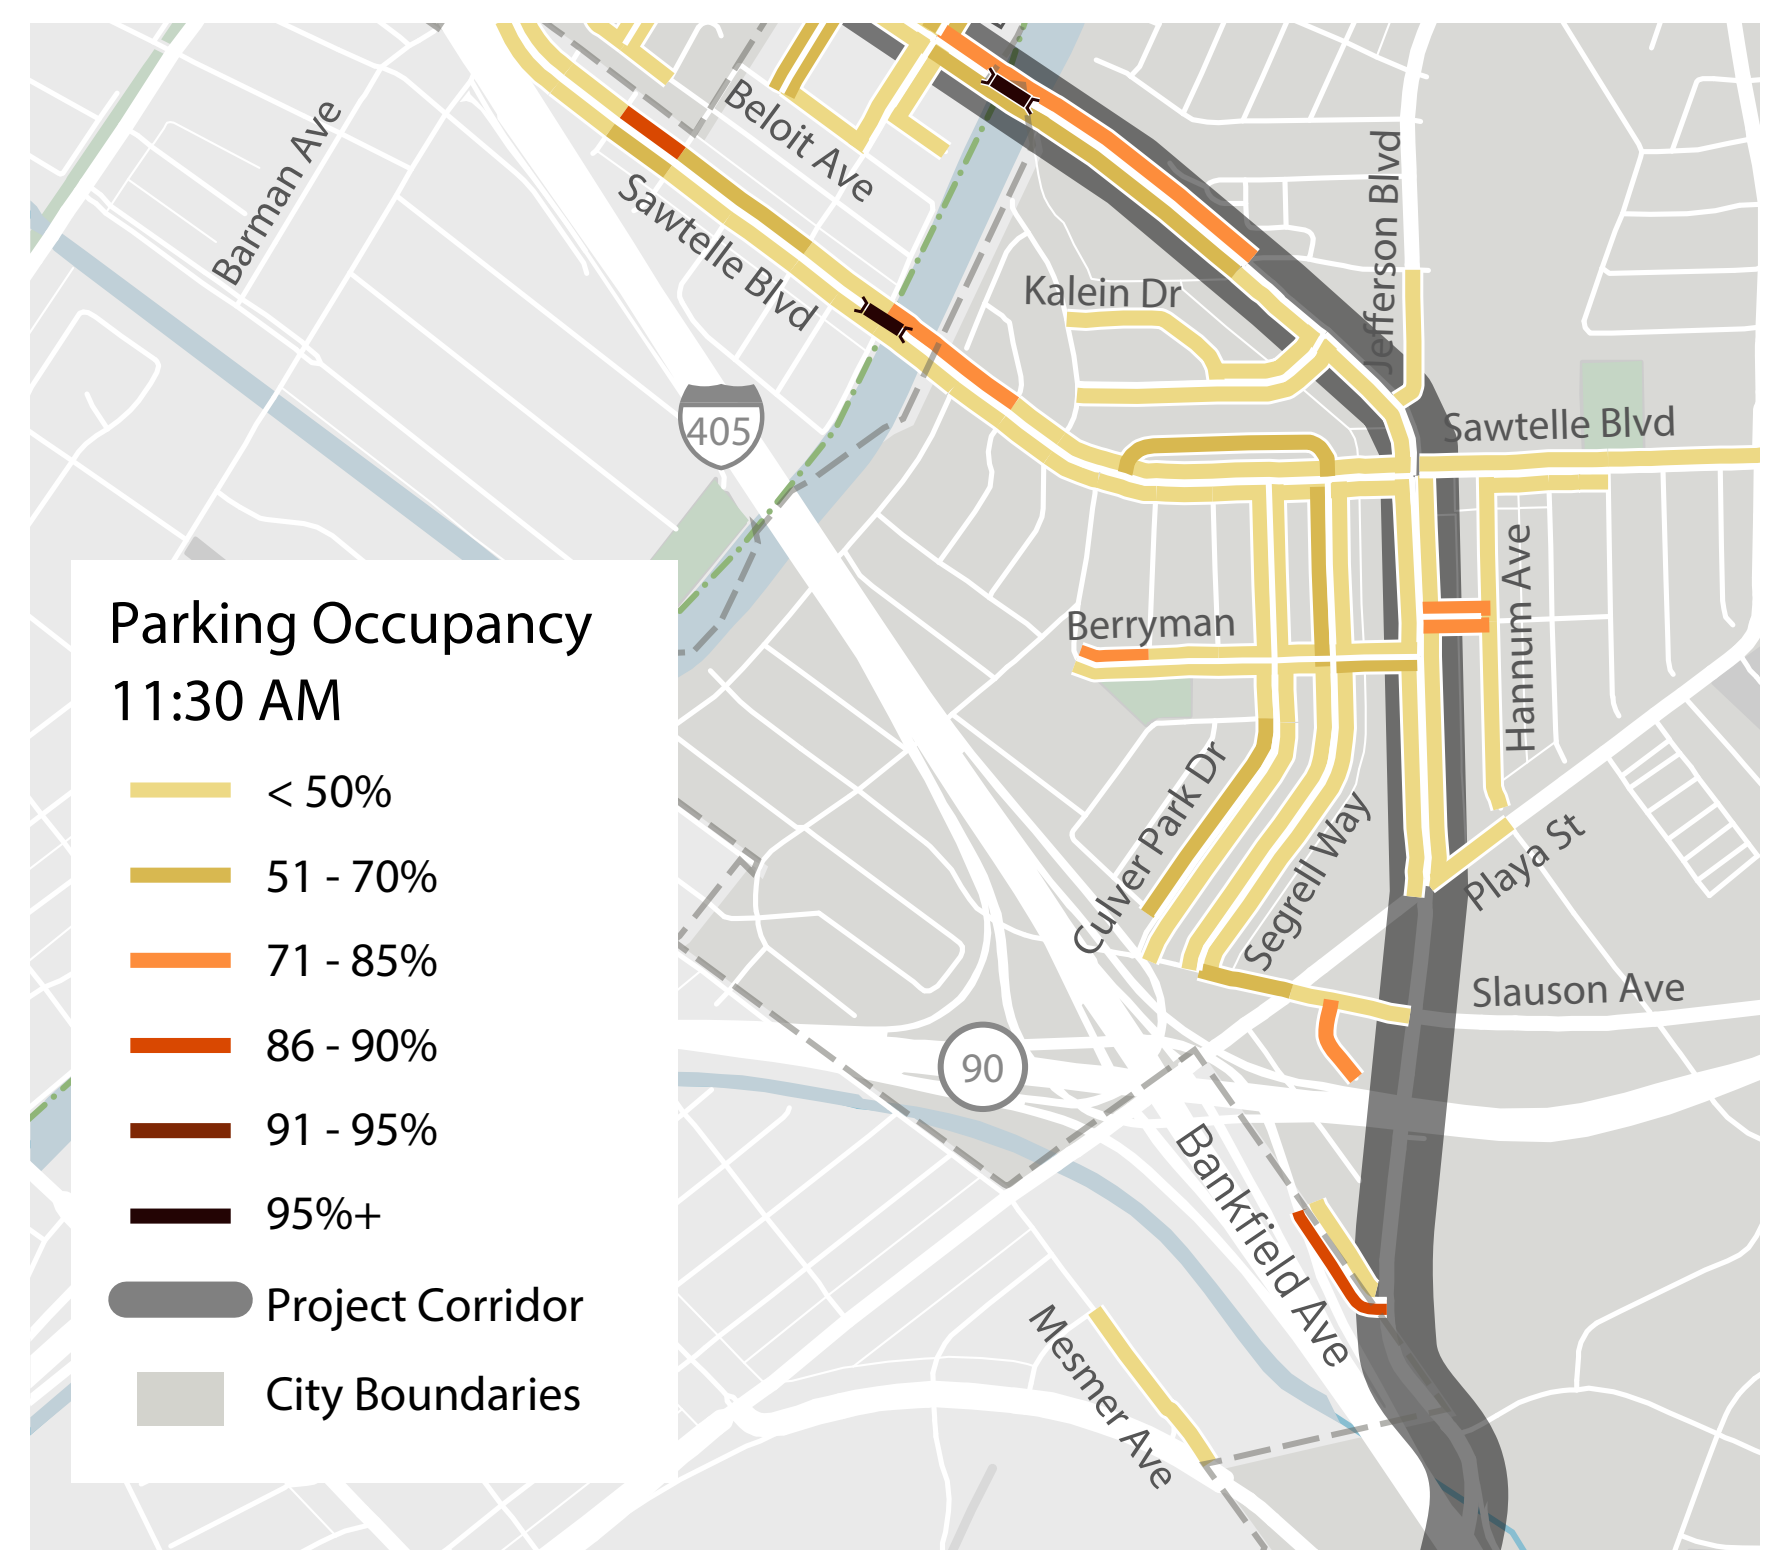 Barman Ave
Beloit Ave
Sawtelle Blvd
Kalein Dr
Jefferson Blvd
405
Sawtelle Blvd
Berryman
Hannum Ave
Culver Park Dr
Segrell Way
Playa St
Slauson Ave
90
Bankfield Ave
Mesmer Ave
Parking Occupancy
11:30 AM
< 50%
51 - 70%
71 - 85%
86 - 90%
91 - 95%
95%+
Project Corridor
City Boundaries